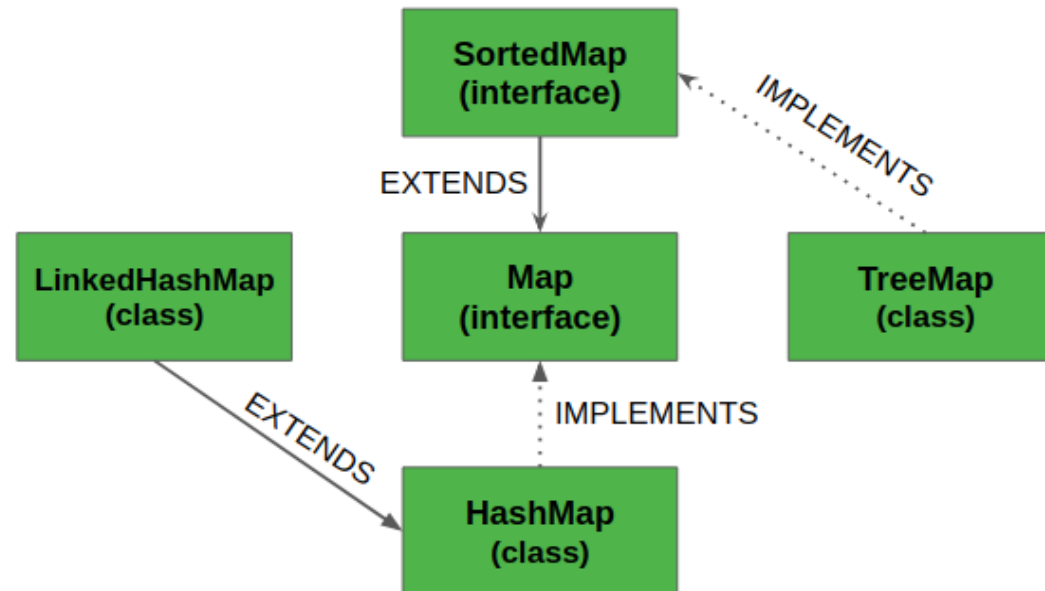 SortedMap
(interface)
IMPLEMENTS
EXTENDS
LinkedHashMap
(class)
Map
(interface)
TreeMap
(class)
EXTENDS
IMPLEMENTS
HashMap
(class)